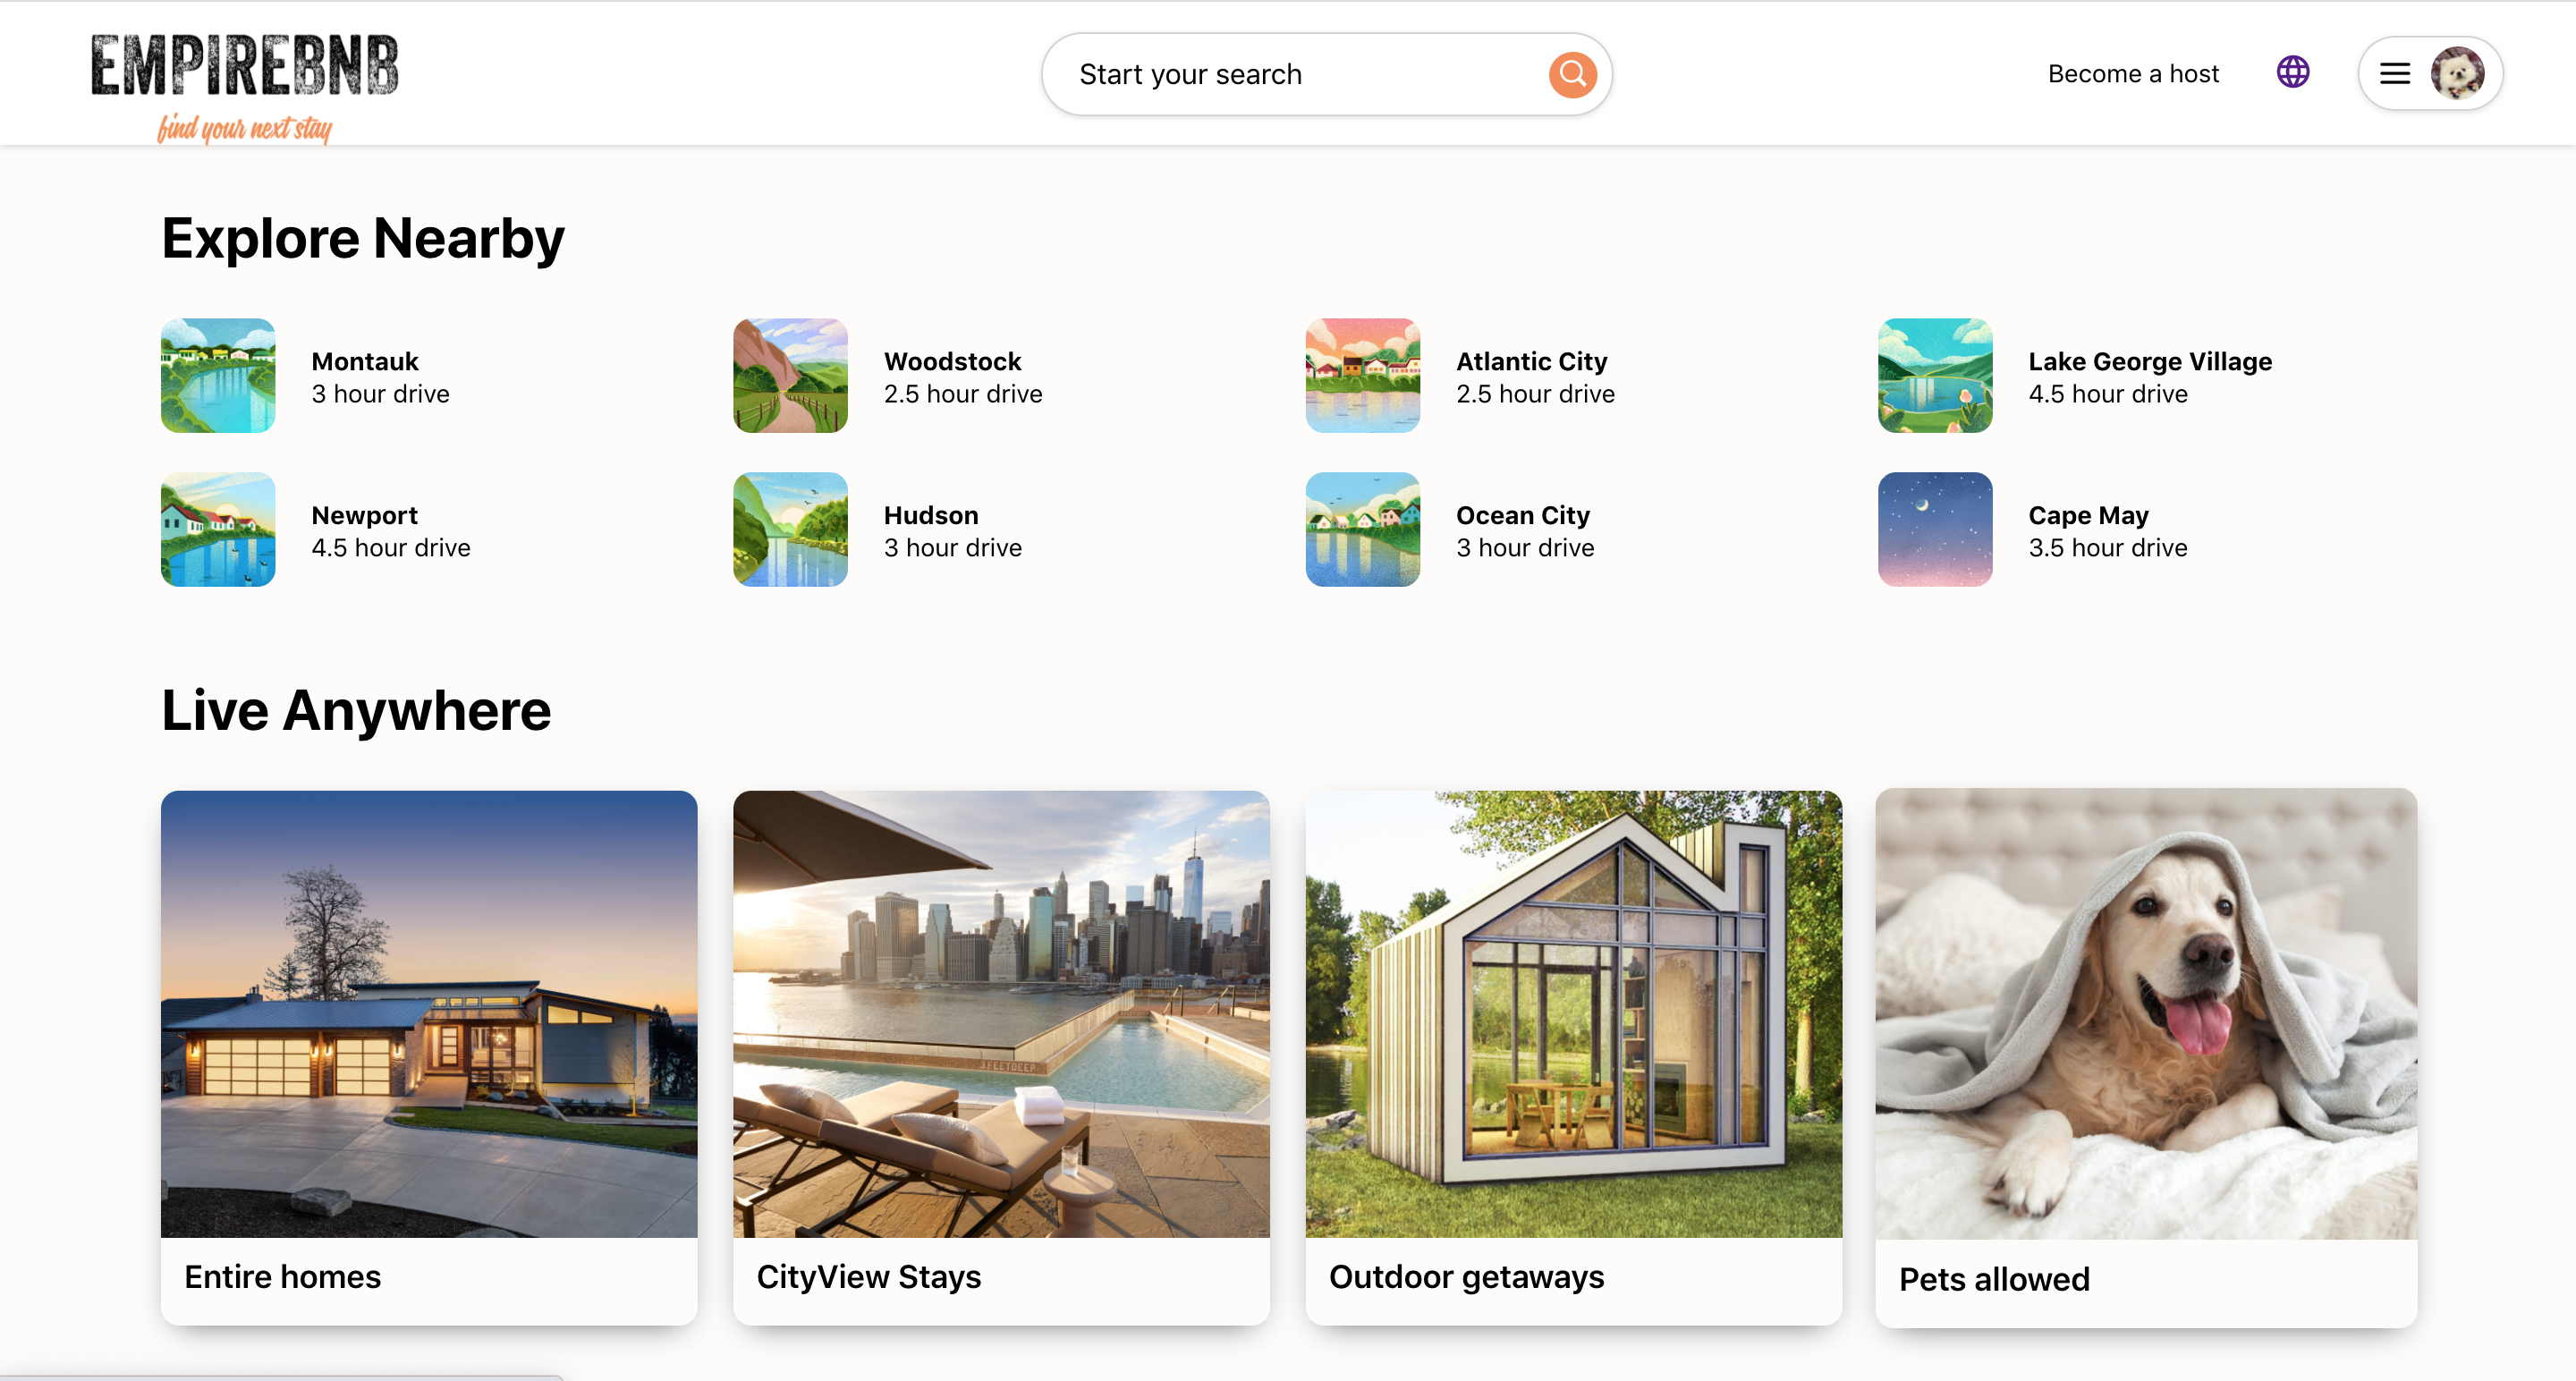 EMPIREBNB
find your next stay
Start your search
Become a host
Explore Nearby
Montauk
3 hour drive
Woodstock
2.5 hour drive
Atlantic City
2.5 hour drive
Lake George Village
4.5 hour drive
Newport
4.5 hour drive
Hudson
3 hour drive
Ocean City
3 hour drive
Cape May
3.5 hour drive
Live Anywhere
3 FEET DEEP
Entire homes
CityView Stays
Outdoor getaways
Pets allowed